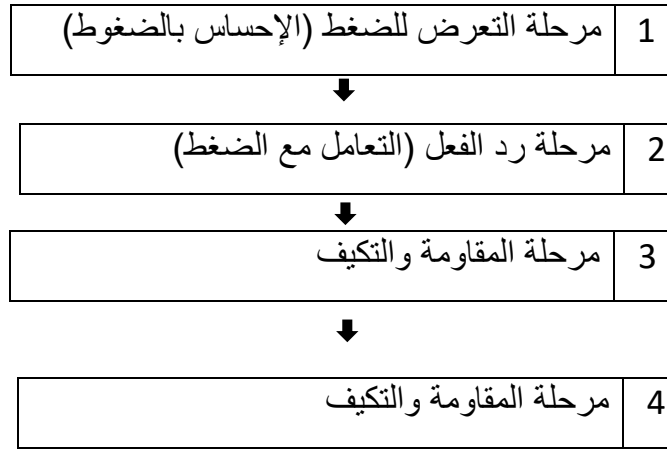 1 مرحلة التعرض للضغط (الإحساس بالضغوط)
2 مرحلة رد الفعل (التعامل مع الضغط)
3 مرحلة المقاومة والتكيف
4 مرحلة المقاومة والتكيف